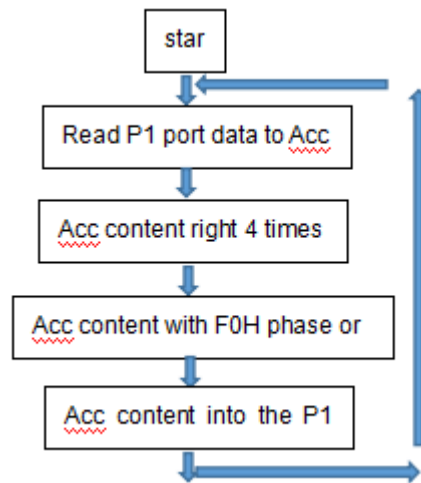 star
Read P1 port data to Acc
Acc content right 4 times
Acc content with F0H phase or
Acc content into the P1